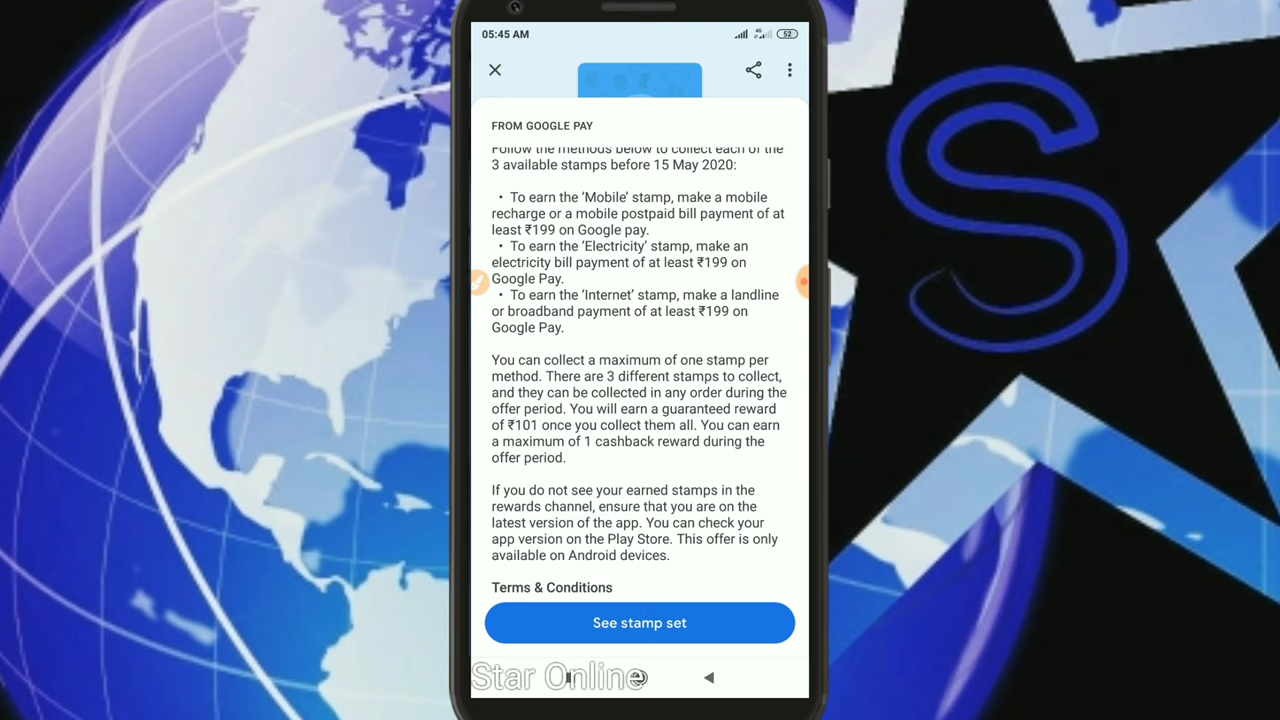 05:45 AM
4G
52
FROM GOOGLE PAY
Follow the methods below to collect each of the
3 available stamps before 15 May 2020:
• To earn the ‘Mobile’ stamp, make a mobile
recharge or a mobile postpaid bill payment of at
least ₹199 on Google pay.
• To earn the ‘Electricity’ stamp, make an
electricity bill payment of at least ₹199 on
Google Pay.
• To earn the ‘Internet’ stamp, make a landline
or broadband payment of at least ₹199 on
Google Pay.
You can collect a maximum of one stamp per
method. There are 3 different stamps to collect,
and they can be collected in any order during the
offer period. You will earn a guaranteed reward
of ₹101 once you collect them all. You can earn
a maximum of 1 cashback reward during the
offer period.
If you do not see your earned stamps in the
rewards channel, ensure that you are on the
latest version of the app. You can check your
app version on the Play Store. This offer is only
available on Android devices.
Terms & Conditions
See stamp set
Star Online
S